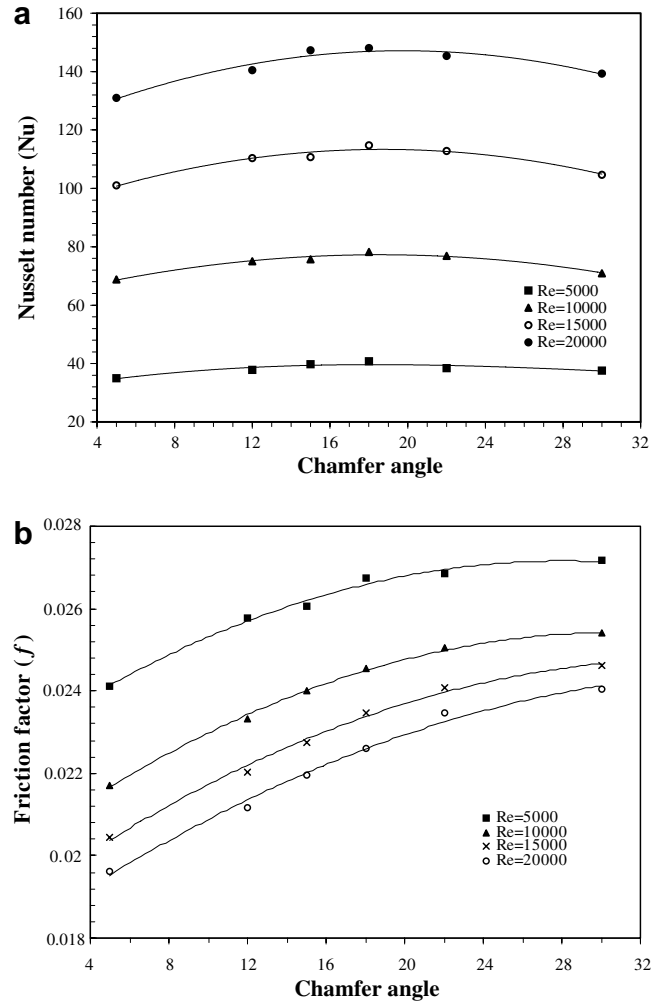 a
160
140
120
100
80
60
40
20
Nusselt number (Nu)
Re=5000
Re=10000
Re=15000
Re=20000
4 8 12 16 20 24 28 32
Chamfer angle
b
0.028
0.026
0.024
0.022
0.02
0.018
Friction factor (f)
Re=5000
Re=10000
Re=15000
Re=20000
4 8 12 16 20 24 28 32
Chamfer angle